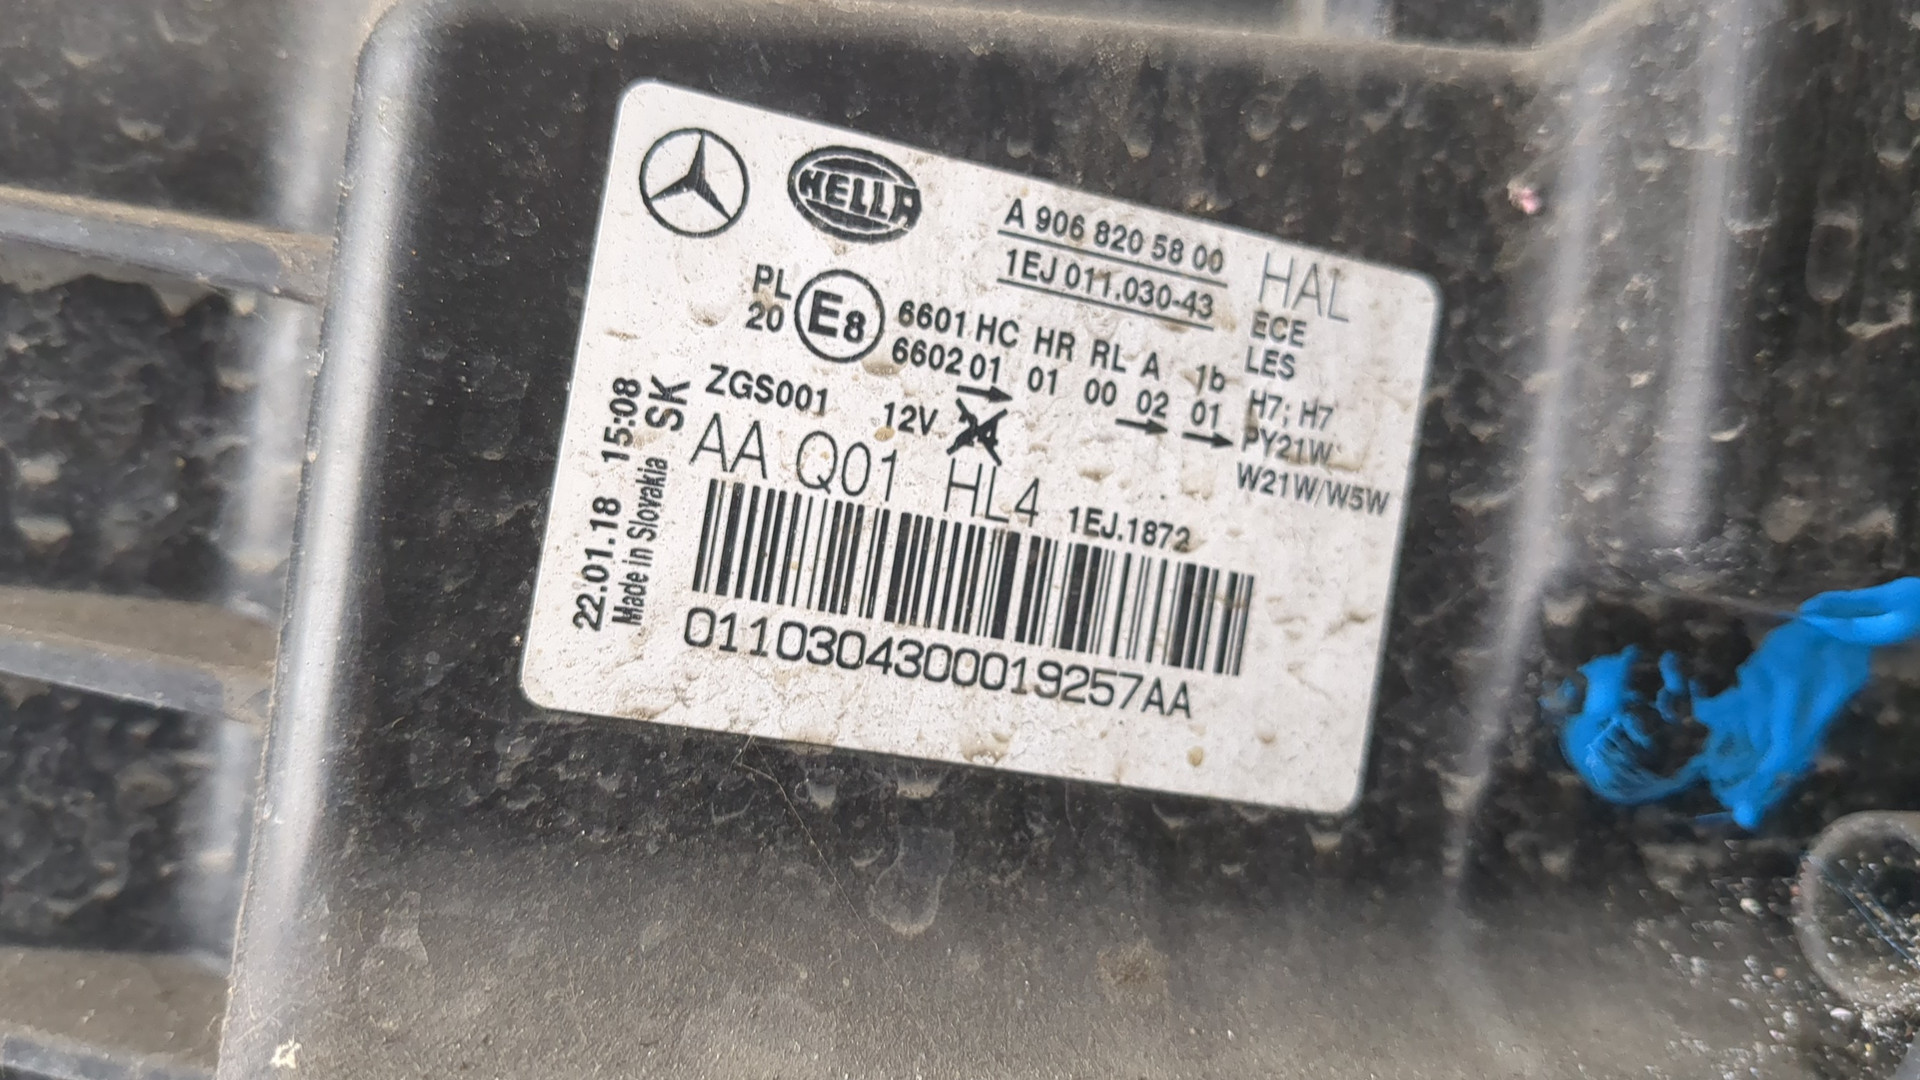 HELLA
A 906 820 58 00
1EJ 011.030-43
HAL
ECE
LES
PL
20
E8
6601 HC HR RL A 1b
6602 01 01 00 02 01
H7; H7
PY21W
W21W/W5W
ZGS001
12V 24
AA Q01 HL4
1EJ.1872
0110304300019257AA
22.01.18 15:08
Made in Slovakia SK